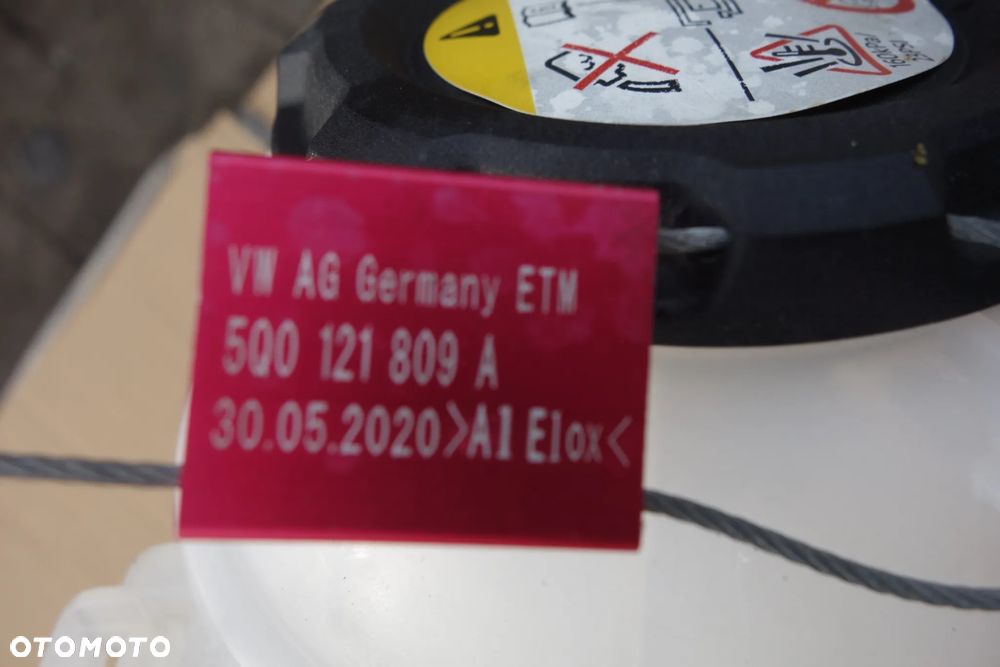 VW AG Germany ETM
5Q0 121 809 A
30.05.2020>Al Elox<
OTOMOTO